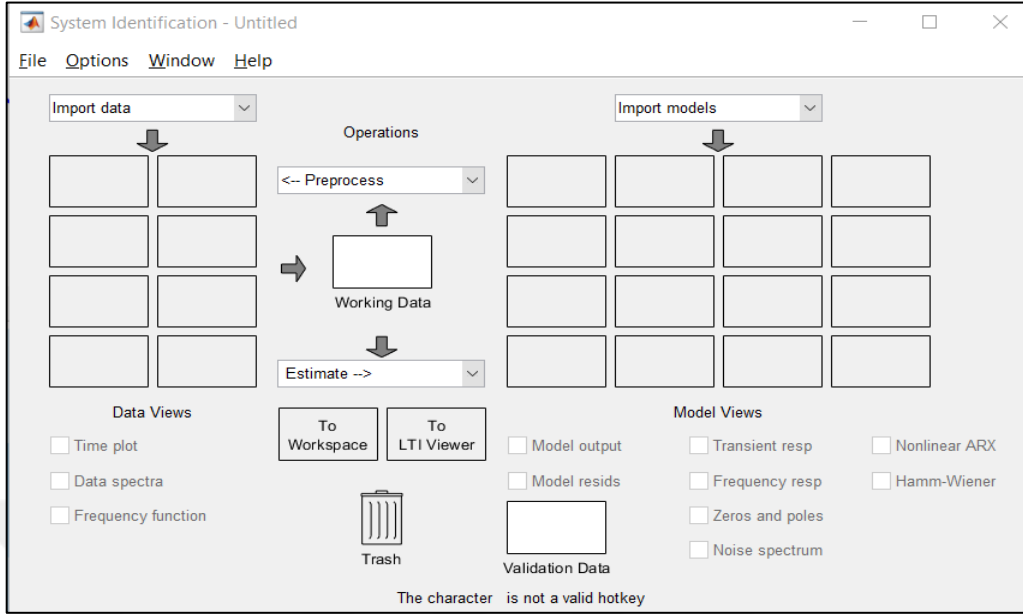 System Identification - Untitled
File Options Window Help
Import data
Import models
Operations
<-- Preprocess
Working Data
Estimate -->
Data Views
Time plot
Data spectra
Frequency function
To
Workspace
To
LTI Viewer
Trash
Model Views
Model output
Transient resp
Nonlinear ARX
Model resids
Frequency resp
Hamm-Wiener
Zeros and poles
Noise spectrum
Validation Data
The character is not a valid hotkey